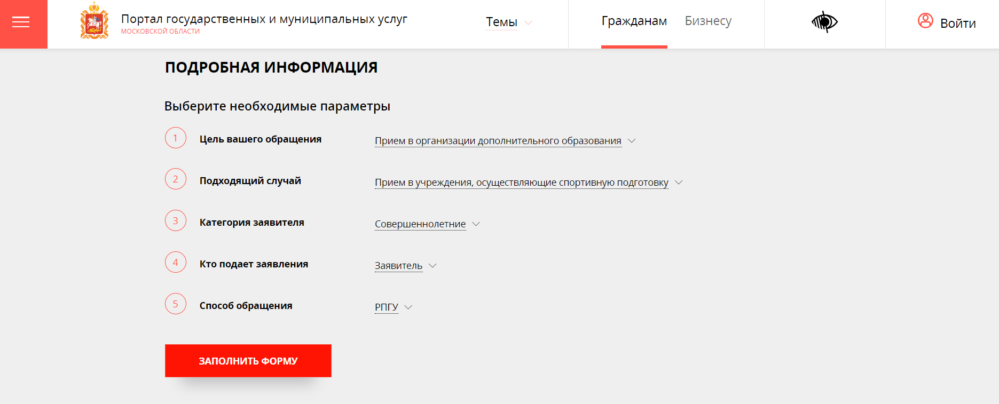 Портал государственных и муниципальных услуг
МОСКОВСКОЙ ОБЛАСТИ
Темы
Гражданам
Бизнесу
Войти
ПОДРОБНАЯ ИНФОРМАЦИЯ
Выберите необходимые параметры
1 Цель вашего обращения Прием в организации дополнительного образования
2 Подходящий случай Прием в учреждения, осуществляющие спортивную подготовку
3 Категория заявителя Совершеннолетние
4 Кто подает заявления Заявитель
5 Способ обращения РПГУ
ЗАПОЛНИТЬ ФОРМУ